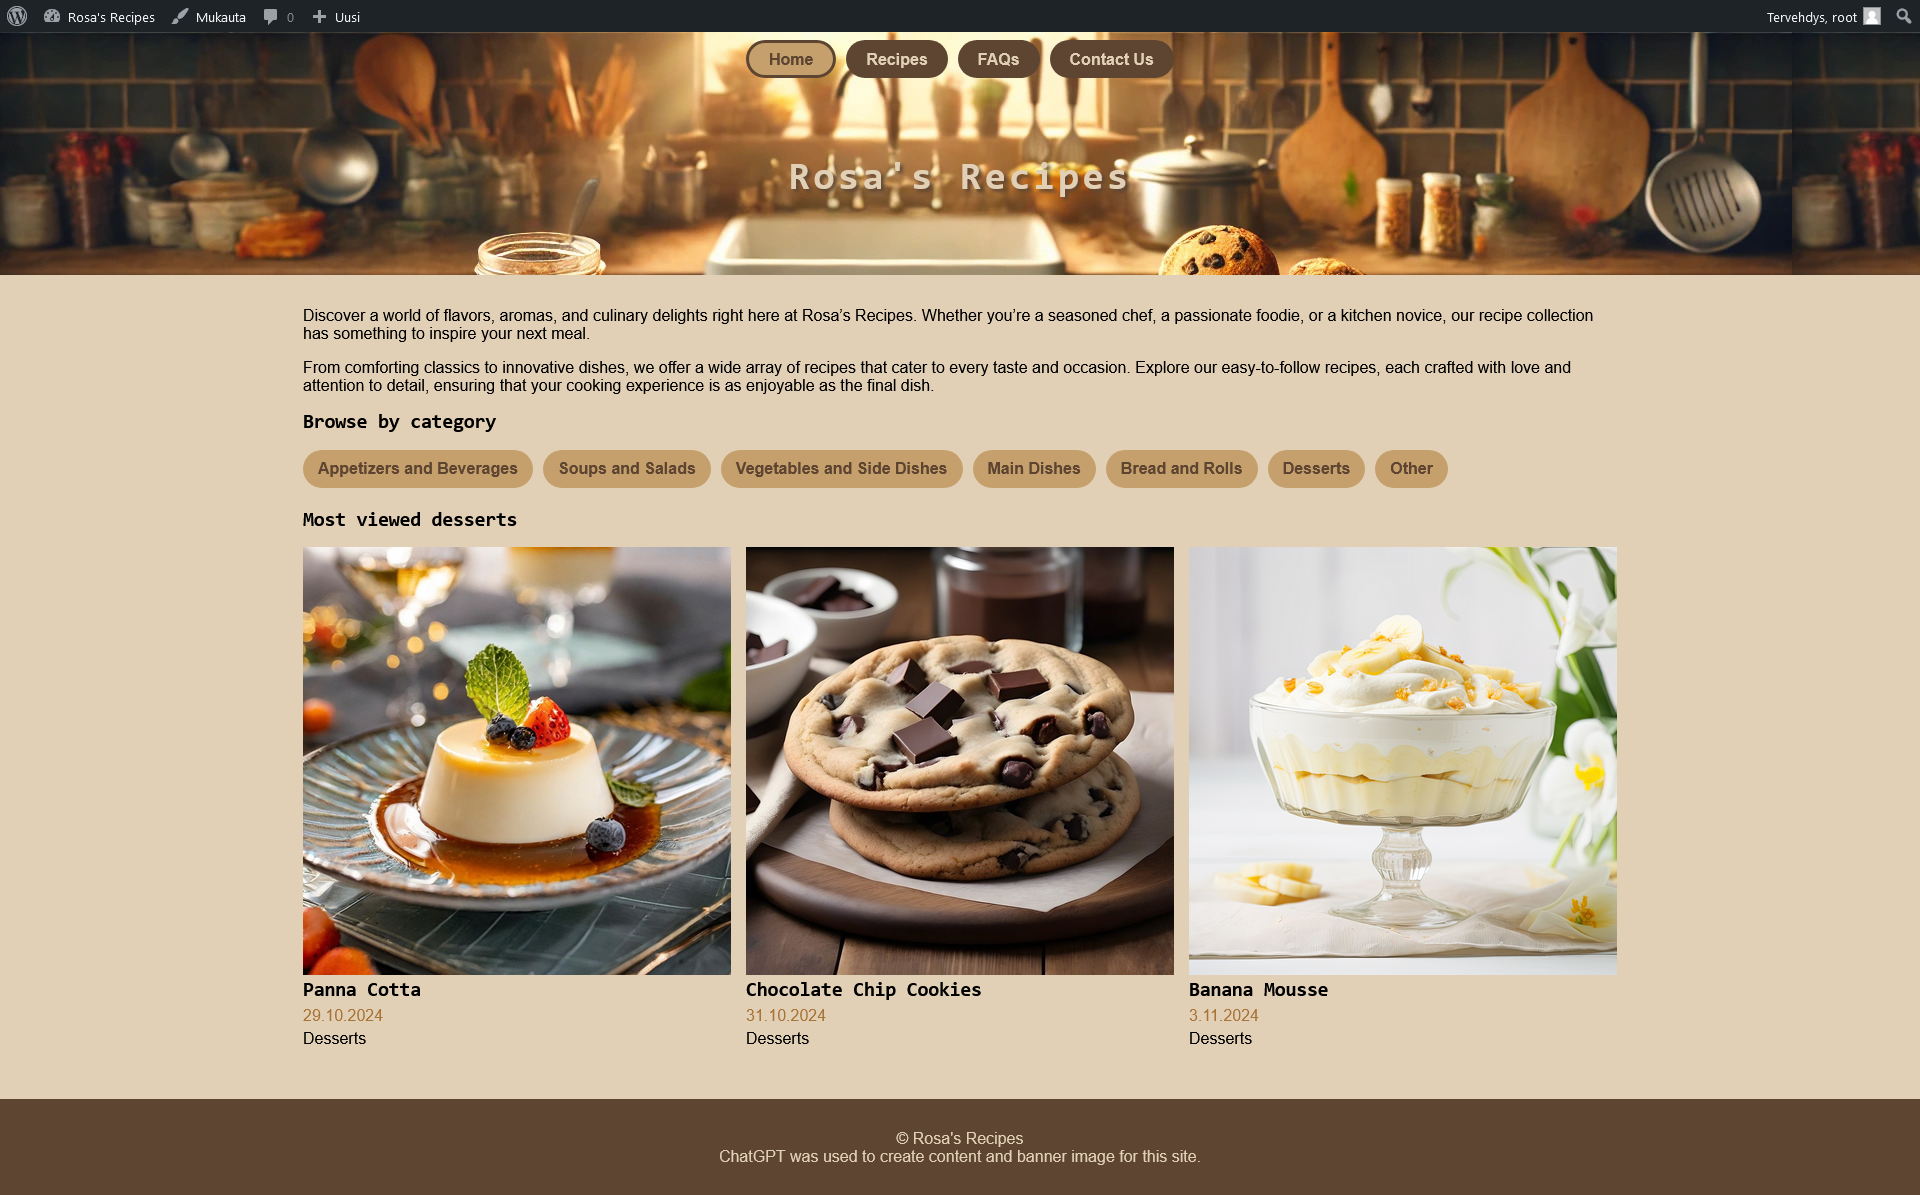 Rosa's Recipes Mukauta 0 Uusi Tervehdys, root
Home Recipes FAQs Contact Us
Rosa's Recipes
Discover a world of flavors, aromas, and culinary delights right here at Rosa’s Recipes. Whether you’re a seasoned chef, a passionate foodie, or a kitchen novice, our recipe collection
has something to inspire your next meal.
From comforting classics to innovative dishes, we offer a wide array of recipes that cater to every taste and occasion. Explore our easy-to-follow recipes, each crafted with love and
attention to detail, ensuring that your cooking experience is as enjoyable as the final dish.
Browse by category
Appetizers and Beverages Soups and Salads Vegetables and Side Dishes Main Dishes Bread and Rolls Desserts Other
Most viewed desserts
Panna Cotta
29.10.2024
Desserts
Chocolate Chip Cookies
31.10.2024
Desserts
Banana Mousse
3.11.2024
Desserts
© Rosa's Recipes
ChatGPT was used to create content and banner image for this site.